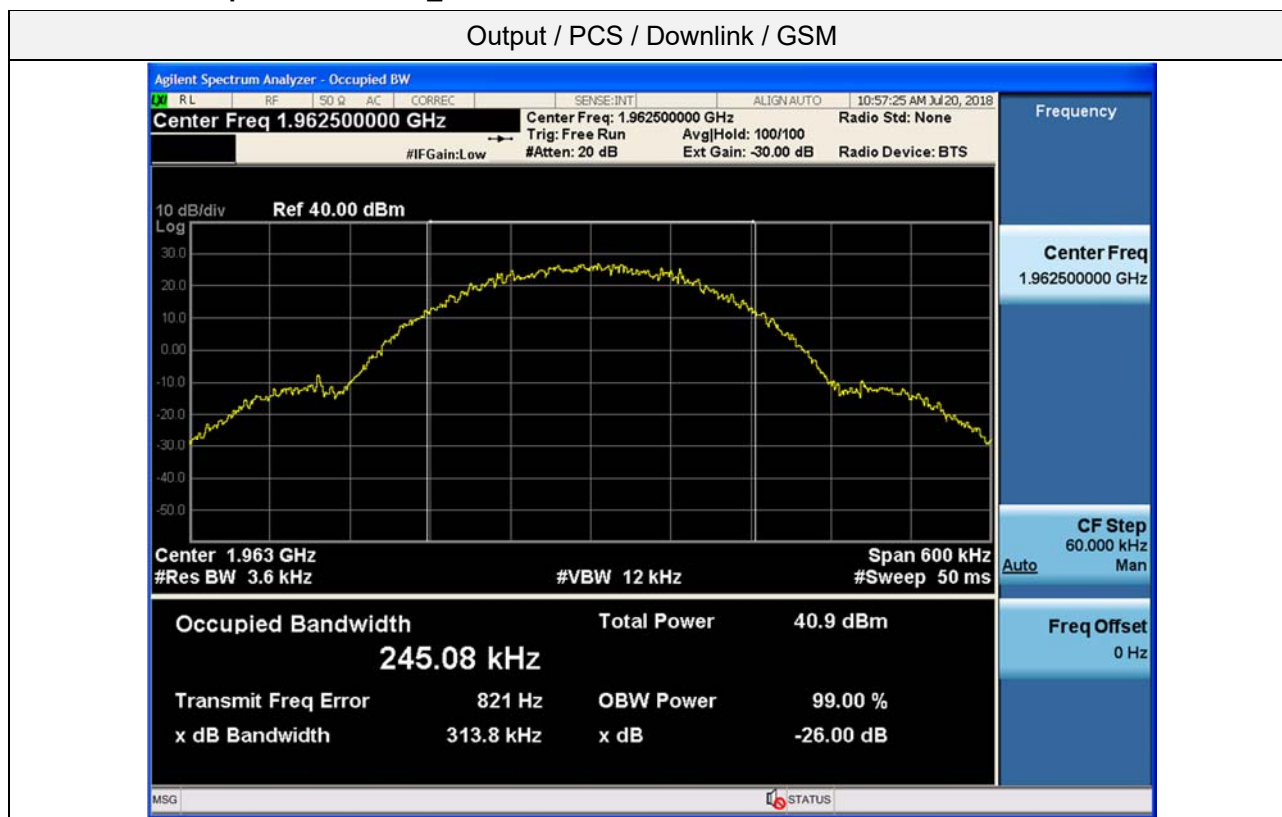 Output / PCS / Downlink / GSM
Agilent Spectrum Analyzer - Occupied BW
LXI RL RF 50 Ω AC CORREC SENSE:INT ALIGN AUTO 10:57:25 AM Jul 20, 2018
Center Freq 1.962500000 GHz
Center Freq: 1.962500000 GHz Radio Std: None
Trig: Free Run Avg|Hold: 100/100
#IFGain:Low #Atten: 20 dB Ext Gain: -30.00 dB Radio Device: BTS
10 dB/div Ref 40.00 dBm
Log
30.0
20.0
10.0
0.00
-10.0
-20.0
-30.0
-40.0
-50.0
Center 1.963 GHz Span 600 kHz
#Res BW 3.6 kHz #VBW 12 kHz #Sweep 50 ms
Occupied Bandwidth Total Power 40.9 dBm
245.08 kHz
Transmit Freq Error 821 Hz OBW Power 99.00 %
x dB Bandwidth 313.8 kHz x dB -26.00 dB
MSG STATUS
Frequency
Center Freq
1.962500000 GHz
CF Step
60.000 kHz
Auto Man
Freq Offset
0 Hz